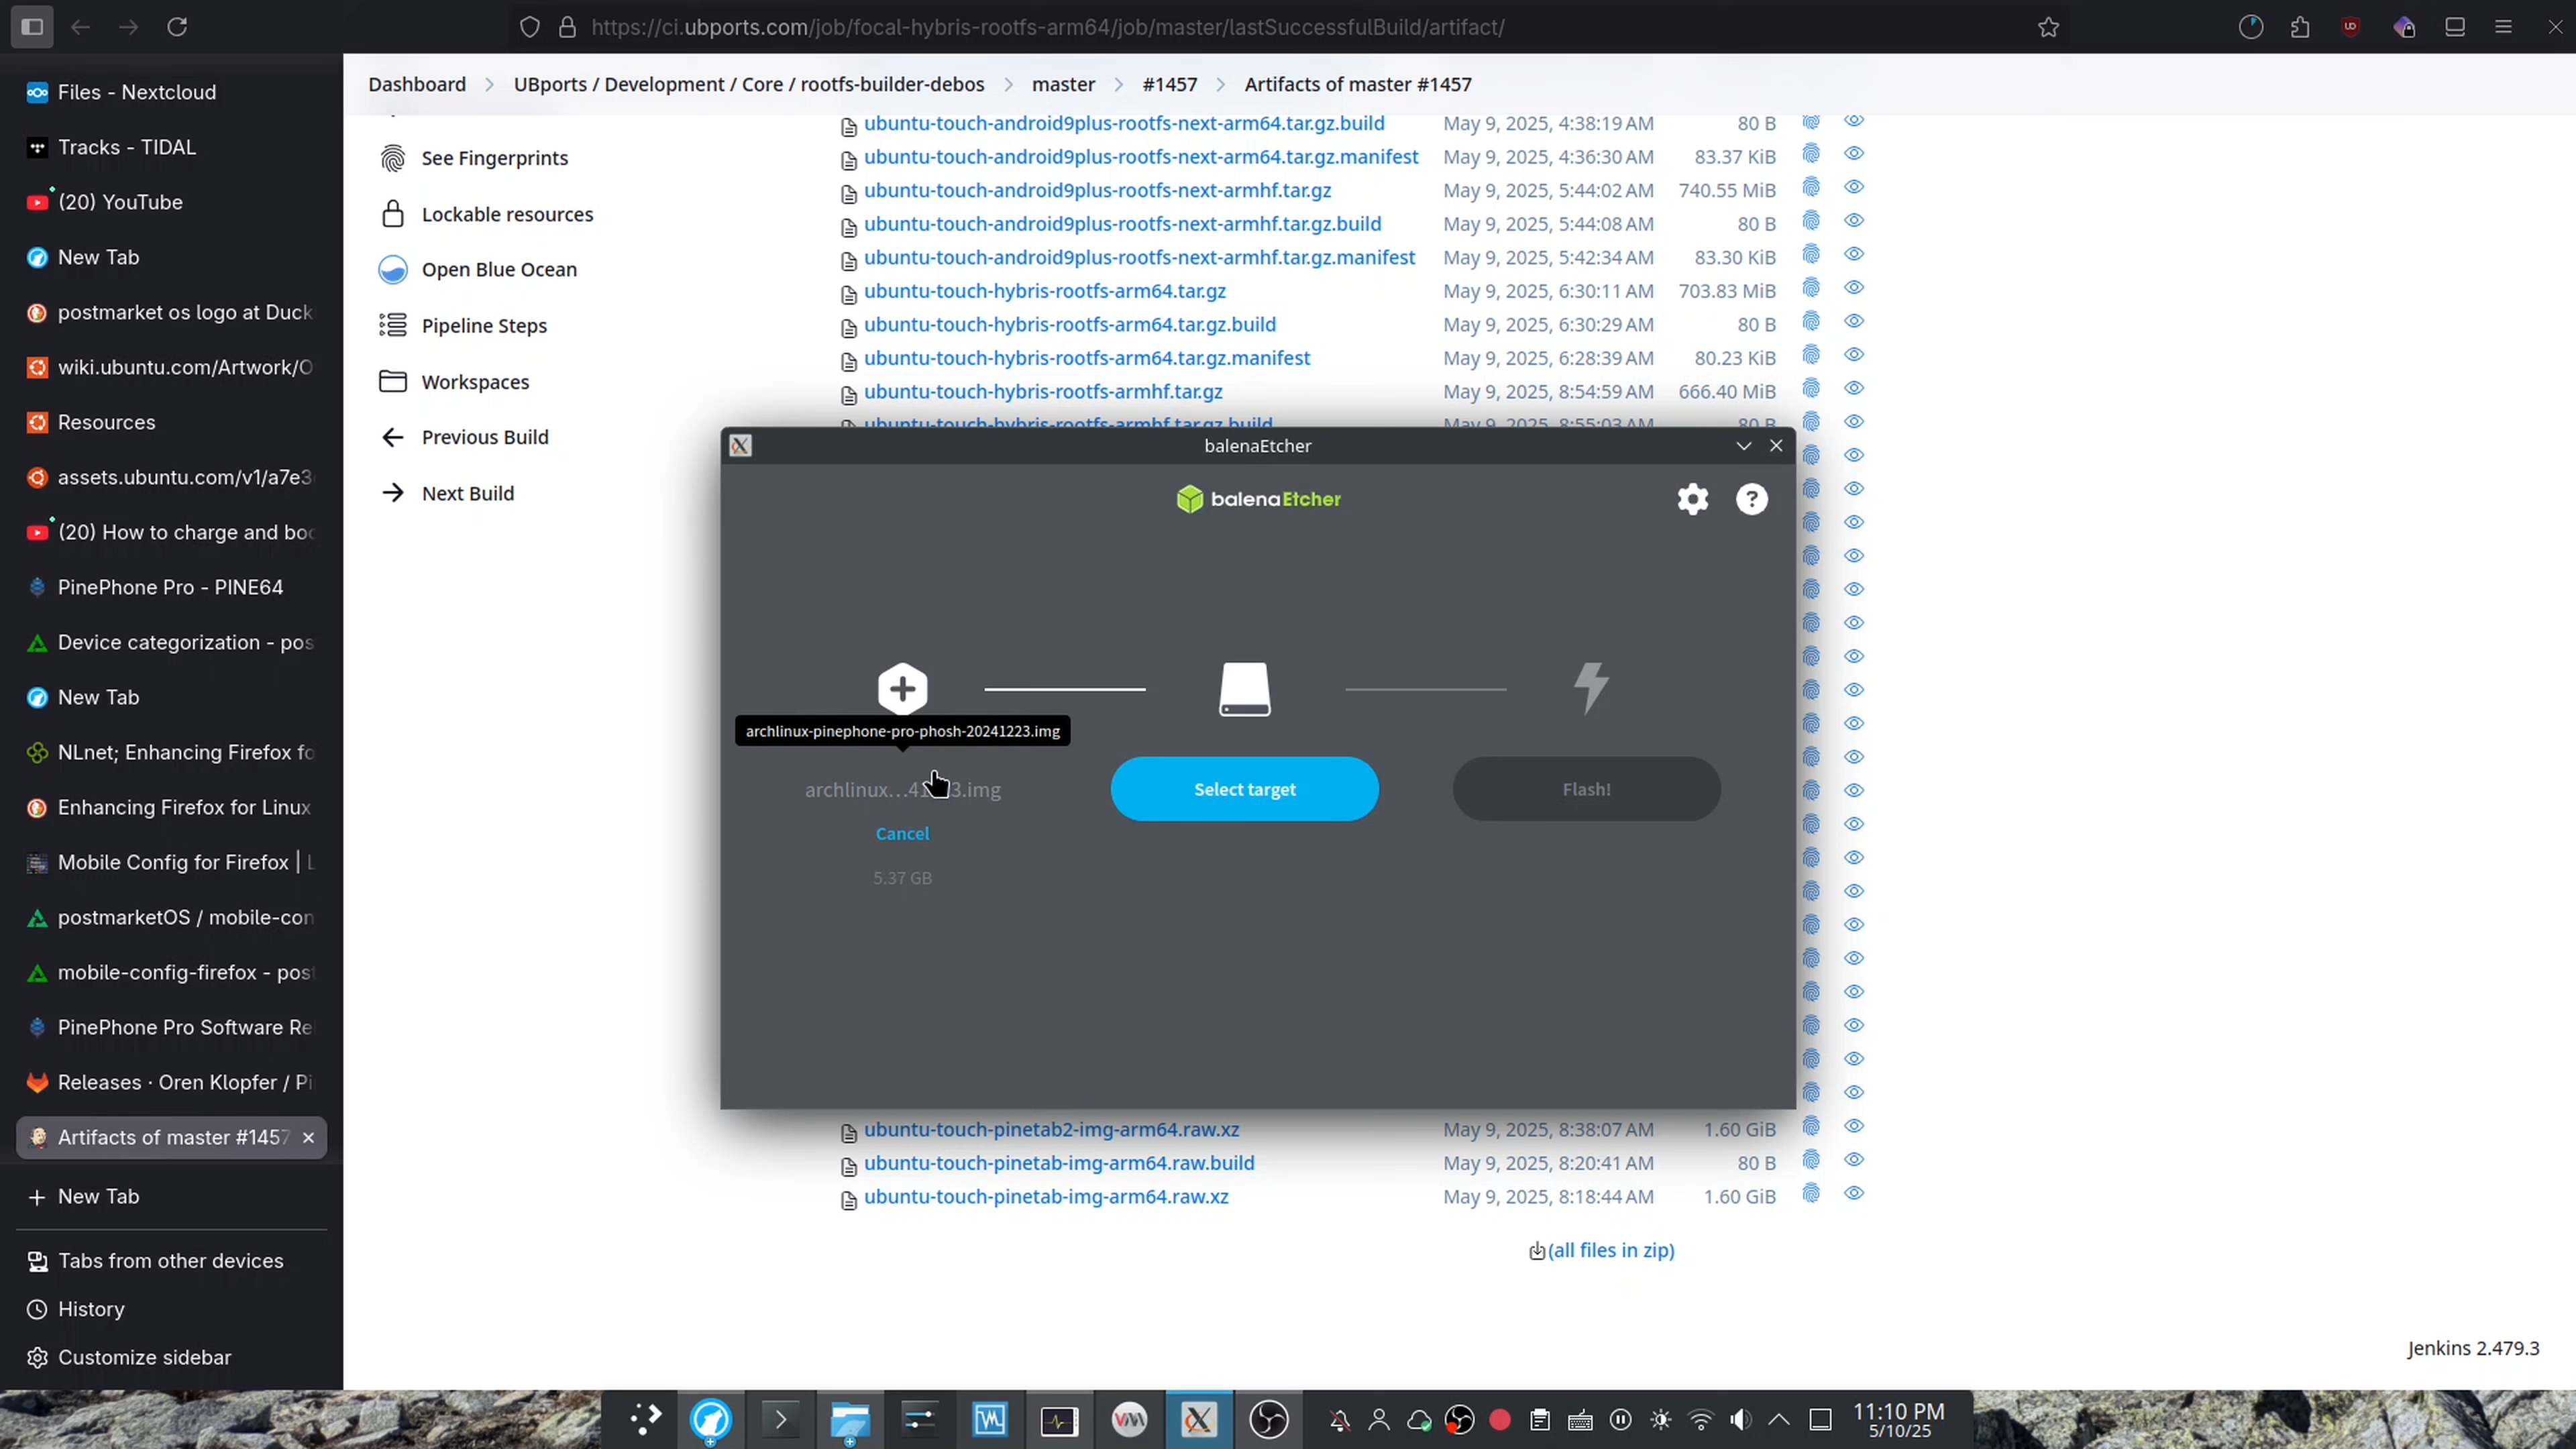 https://ci.ubports.com/job/focal-hybris-rootfs-arm64/job/master/lastSuccessfulBuild/artifact/
Files - Nextcloud
Tracks - TIDAL
(20) YouTube
New Tab
postmarket os logo at Duck
wiki.ubuntu.com/Artwork/O
Resources
assets.ubuntu.com/v1/a7e3
(20) How to charge and boo
PinePhone Pro - PINE64
Device categorization - pos
New Tab
NLnet; Enhancing Firefox fo
Enhancing Firefox for Linux
Mobile Config for Firefox | L
postmarketOS / mobile-con
mobile-config-firefox - post
PinePhone Pro Software Re
Releases · Oren Klopfer / Pi
Artifacts of master #1457
New Tab
Tabs from other devices
History
Customize sidebar
Dashboard > UBports / Development / Core / rootfs-builder-debos > master > #1457 > Artifacts of master #1457
See Fingerprints
Lockable resources
Open Blue Ocean
Pipeline Steps
Workspaces
Previous Build
Next Build
ubuntu-touch-android9plus-rootfs-next-arm64.tar.gz.build May 9, 2025, 4:38:19 AM 80 B
ubuntu-touch-android9plus-rootfs-next-arm64.tar.gz.manifest May 9, 2025, 4:36:30 AM 83.37 KiB
ubuntu-touch-android9plus-rootfs-next-armhf.tar.gz May 9, 2025, 5:44:02 AM 740.55 MiB
ubuntu-touch-android9plus-rootfs-next-armhf.tar.gz.build May 9, 2025, 5:44:08 AM 80 B
ubuntu-touch-android9plus-rootfs-next-armhf.tar.gz.manifest May 9, 2025, 5:42:34 AM 83.30 KiB
ubuntu-touch-hybris-rootfs-arm64.tar.gz May 9, 2025, 6:30:11 AM 703.83 MiB
ubuntu-touch-hybris-rootfs-arm64.tar.gz.build May 9, 2025, 6:30:29 AM 80 B
ubuntu-touch-hybris-rootfs-arm64.tar.gz.manifest May 9, 2025, 6:28:39 AM 80.23 KiB
ubuntu-touch-hybris-rootfs-armhf.tar.gz May 9, 2025, 8:54:59 AM 666.40 MiB
ubuntu-touch-hybris-rootfs-armhf.tar.gz.build May 9, 2025, 8:55:03 AM 80 B
balenaEtcher
balenaEtcher
archlinux-pinephone-pro-phosh-20241223.img
Select target
Flash!
Cancel
5.37 GB
ubuntu-touch-pinetab2-img-arm64.raw.xz May 9, 2025, 8:38:07 AM 1.60 GiB
ubuntu-touch-pinetab-img-arm64.raw.build May 9, 2025, 8:20:41 AM 80 B
ubuntu-touch-pinetab-img-arm64.raw.xz May 9, 2025, 8:18:44 AM 1.60 GiB
(all files in zip)
Jenkins 2.479.3
11:10 PM
5/10/25